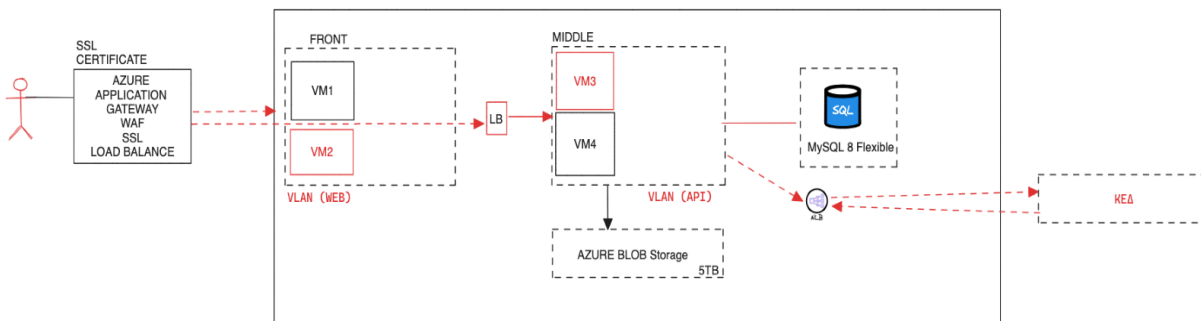 SSL
CERTIFICATE
AZURE
APPLICATION
GATEWAY
WAF
SSL
LOAD BALANCE
FRONT
VM1
VM2
VLAN (WEB)
LB
MIDDLE
VM3
VM4
VLAN (API)
AZURE BLOB Storage
5TB
SQL
MySQL 8 Flexible
ALB
ΚΕΔ